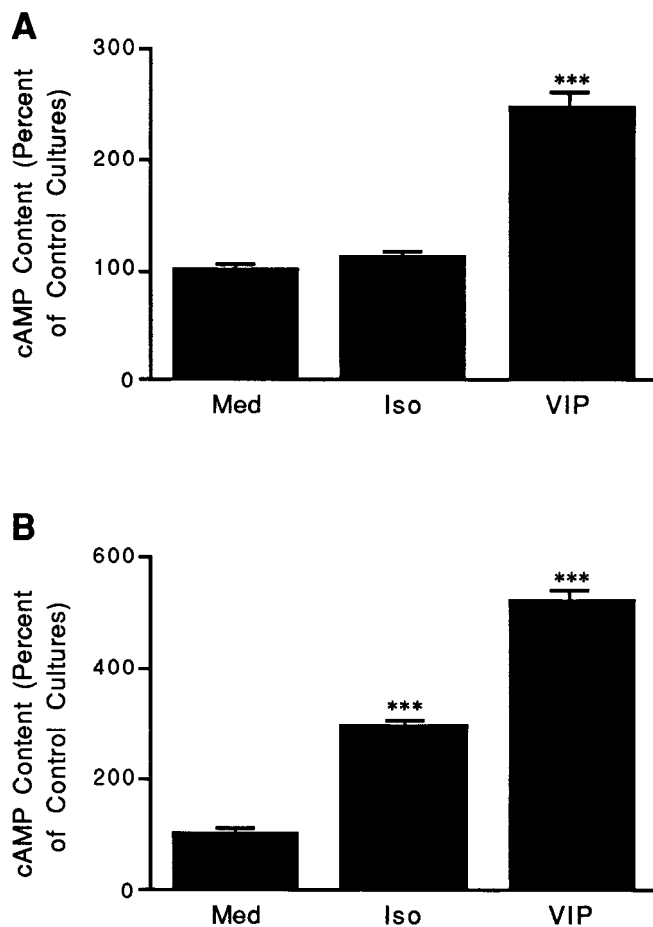 A
cAMP Content (Percent
of Control Cultures)
300
200
100
0
***
Med Iso VIP
B
cAMP Content (Percent
of Control Cultures)
600
400
200
0
***
***
Med Iso VIP